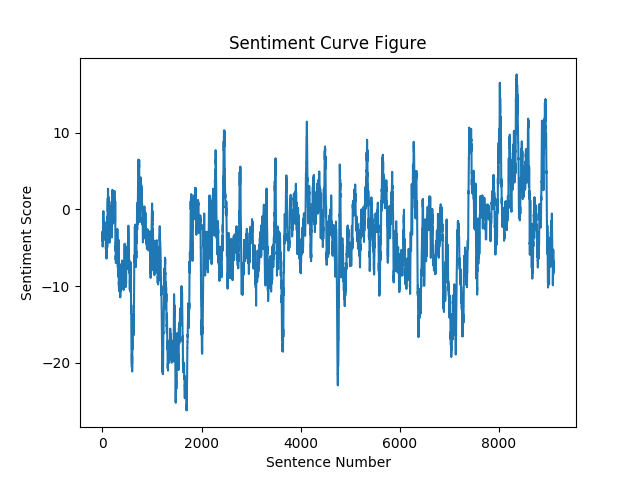 Sentiment Curve Figure
Sentiment Score
10
0
−10
−20
0 2000 4000 6000 8000
Sentence Number